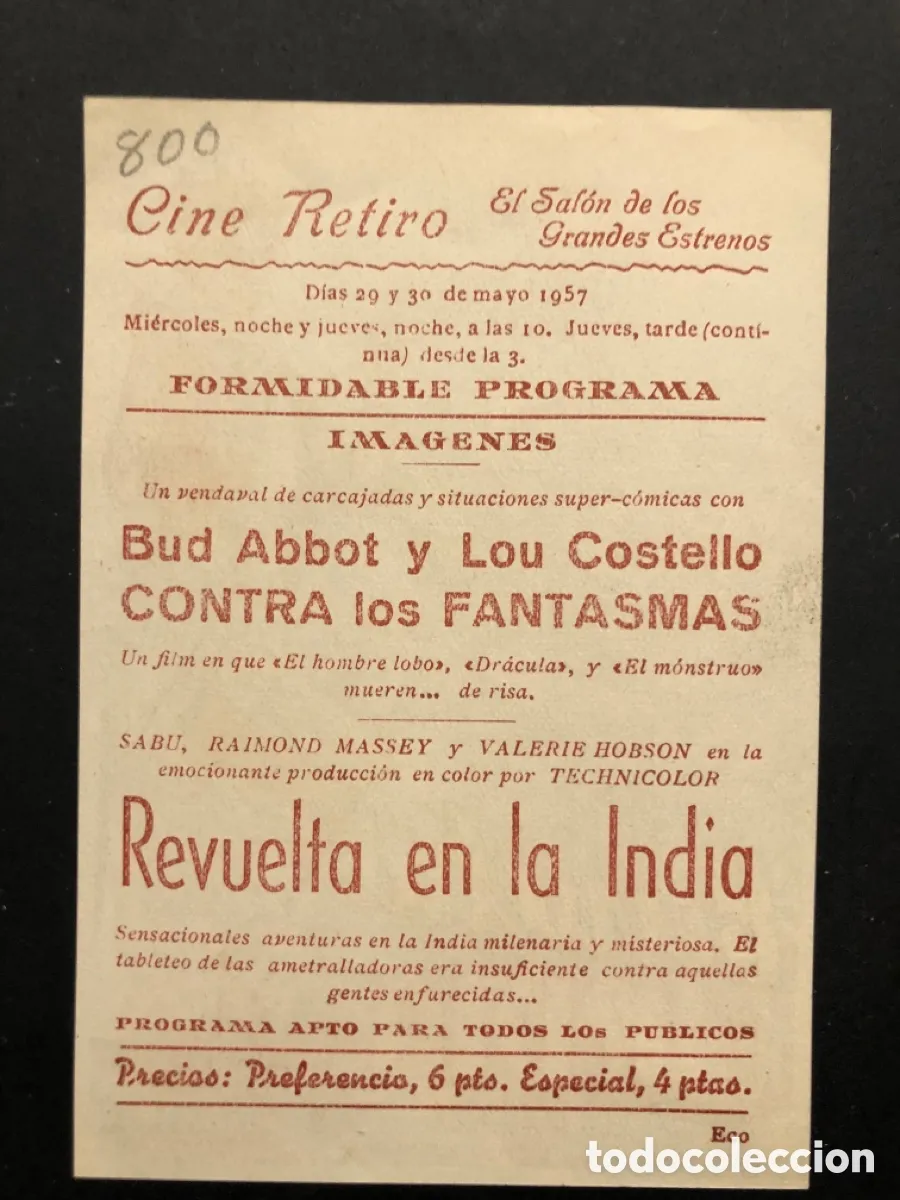 800
Cine Retiro El Salón de los
Grandes Estrenos
Días 29 y 30 de mayo 1957
Miércoles, noche y jueves, noche, a las 10. Jueves, tarde (contí-
nua) desde la 3.
FORMIDABLE PROGRAMA
IMAGENES
Un vendaval de carcajadas y situaciones super-cómicas con
Bud Abbot y Lou Costello
CONTRA los FANTASMAS
Un film en que «El hombre lobo», «Drácula», y «El mónstruo»
mueren... de risa.
SABU, RAIMOND MASSEY y VALERIE HOBSON en la
emocionante producción en color por TECHNICOLOR
Revuelta en la India
Sensacionales aventuras en la India milenaria y misteriosa. El
tableteo de las ametralladoras era insuficiente contra aquellas
gentes enfurecidas...
PROGRAMA APTO PARA TODOS LOS PUBLICOS
Precios: Preferencia, 6 pts. Especial, 4 ptas.
Eco
todocoleccion